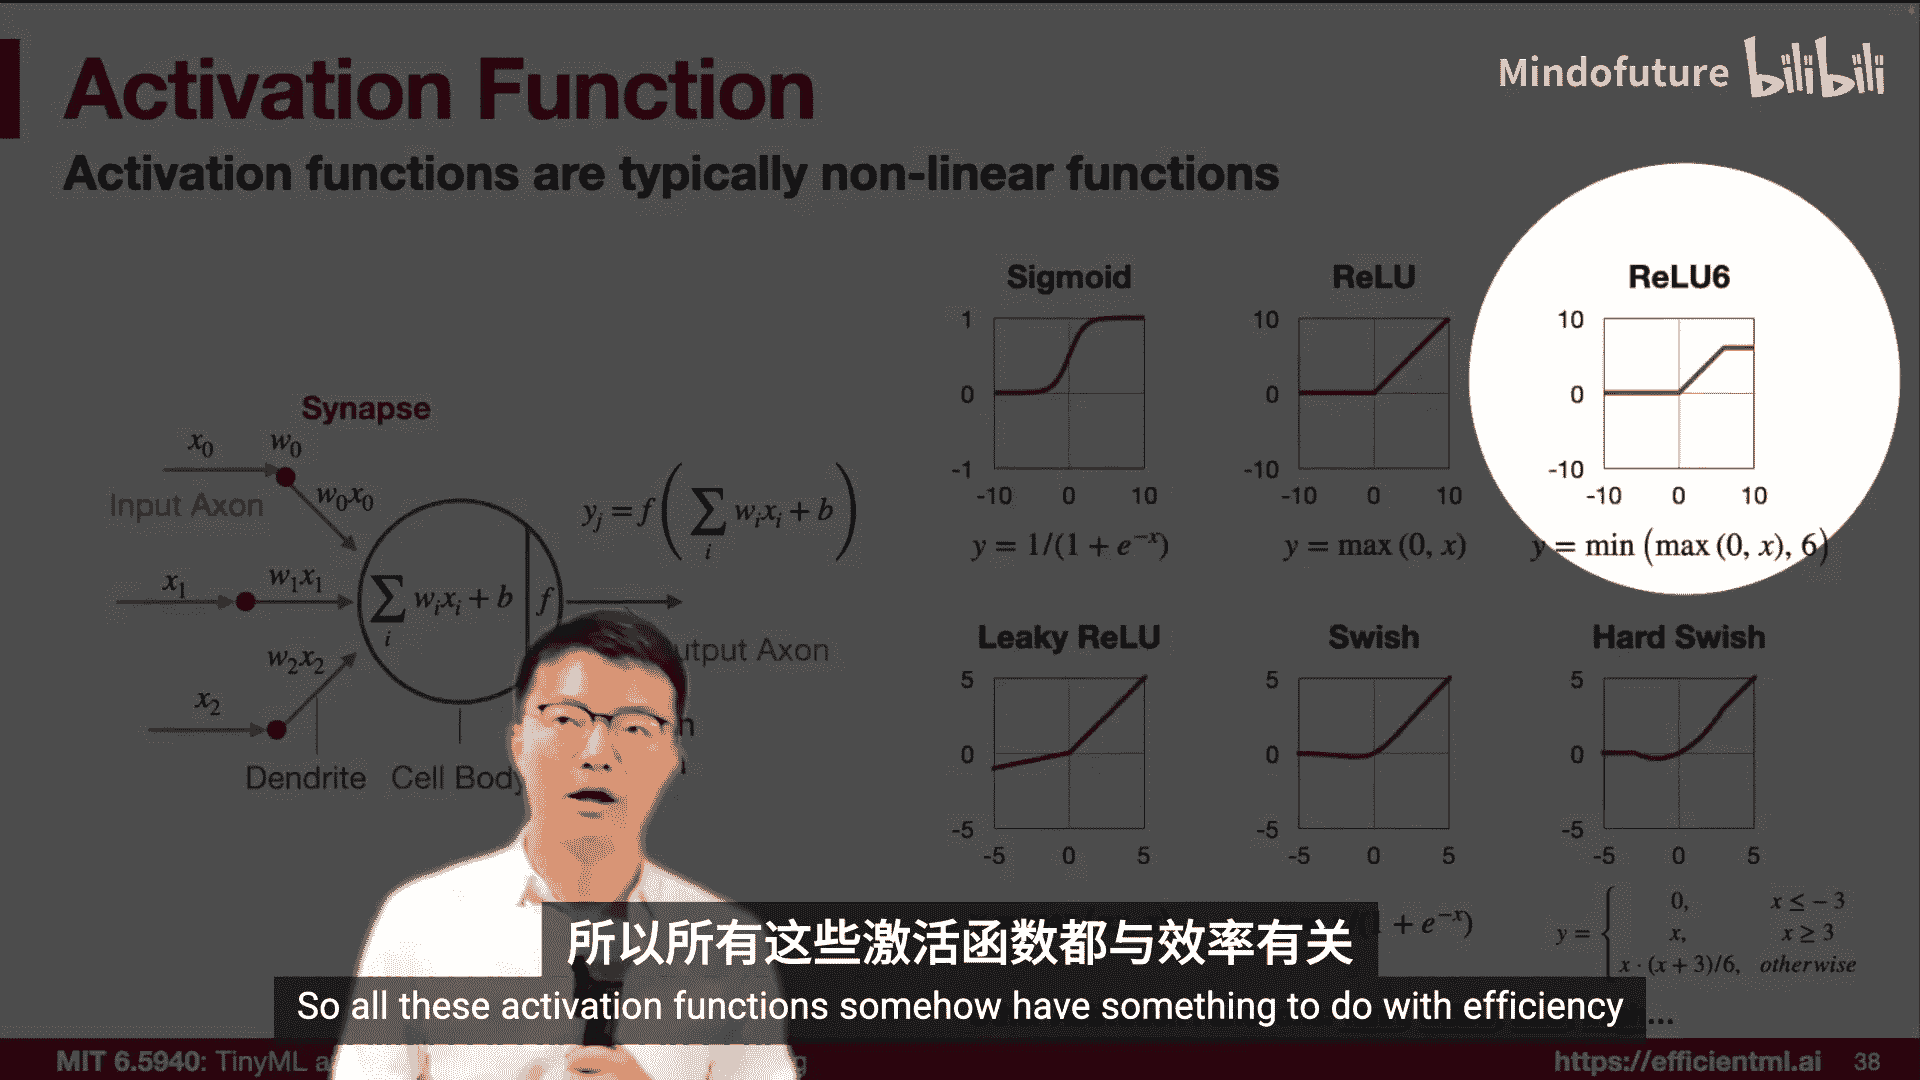 Activation Function
Mindofuture bilibili
Activation functions are typically non-linear functions
Sigmoid
1
0
-1
-10 0 10
y = 1/(1 + e^{-x})
ReLU
10
0
-10
-10 0 10
y = max (0, x)
ReLU6
10
0
-10
-10 0 10
y = min (max (0, x), 6)
Synapse
x_0 w_0
Input Axon
w_0x_0
x_1 w_1x_1
x_2 w_2x_2
∑_i w_ix_i + b f
y_j = f(∑_i w_ix_i + b)
utput Axon
Dendrite
Cell Body
Leaky ReLU
5
0
-5
-5 0 5
Swish
5
0
-5
-5 0 5
+ e^{-x})
Hard Swish
5
0
-5
-5 0 5
y = { 0, x ≤ -3
x, x ≥ 3
x · (x + 3)/6, otherwise
所以所有这些激活函数都与效率有关
So all these activation functions somehow have something to do with efficiency
...
MIT 6.5940: TinyML a
https://efficientml.ai 38